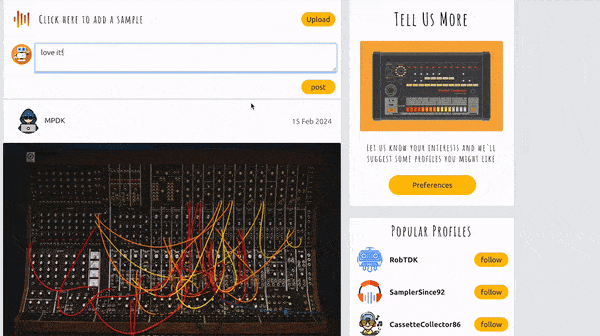 Click here to add a sample
Upload
love it!
post
MPDK
15 Feb 2024
Tell Us More
Let us know your interests and we'll
suggest some profiles you might like
Preferences
Popular Profiles
RobTDK
follow
SamplerSince92
follow
CassetteCollector86
follow